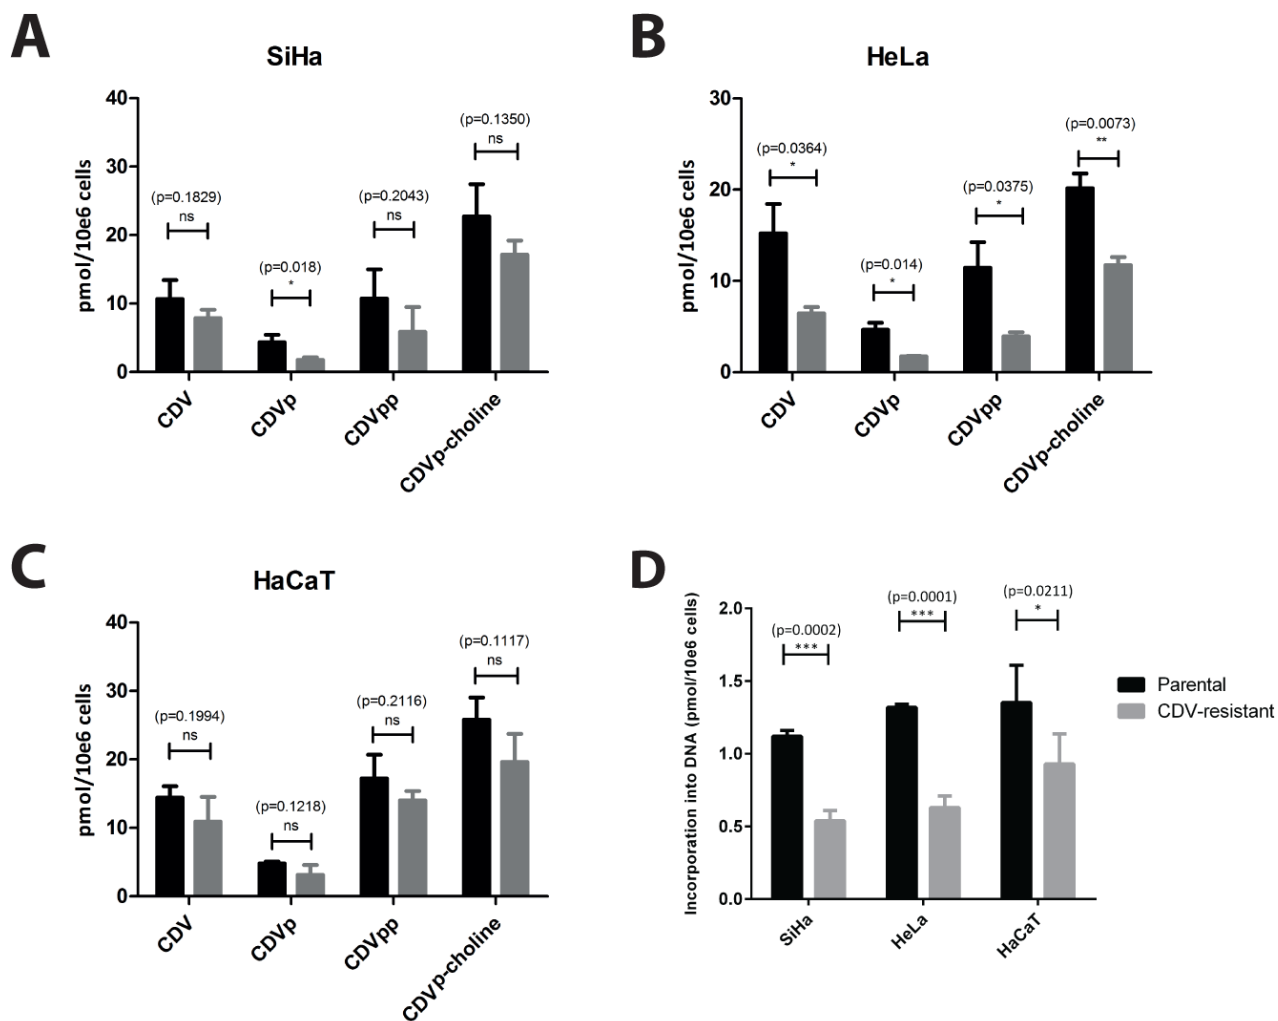 A
SiHa
pmol/10e6 cells
40
30
20
10
0
(p=0.1829)
ns
(p=0.018)
*
(p=0.2043)
ns
(p=0.1350)
ns
CDV
CDVp
CDVpp
CDVp-choline
B
HeLa
pmol/10e6 cells
30
20
10
0
(p=0.0364)
*
(p=0.014)
*
(p=0.0375)
*
(p=0.0073)
**
CDV
CDVp
CDVpp
CDVp-choline
C
HaCaT
pmol/10e6 cells
40
30
20
10
0
(p=0.1994)
ns
(p=0.1218)
ns
(p=0.2116)
ns
(p=0.1117)
ns
CDV
CDVp
CDVpp
CDVp-choline
D
Incorporation into DNA (pmol/10e6 cells)
2.0
1.5
1.0
0.5
0.0
(p=0.0002)
***
(p=0.0001)
***
(p=0.0211)
*
SiHa
HeLa
HaCaT
Parental
CDV-resistant